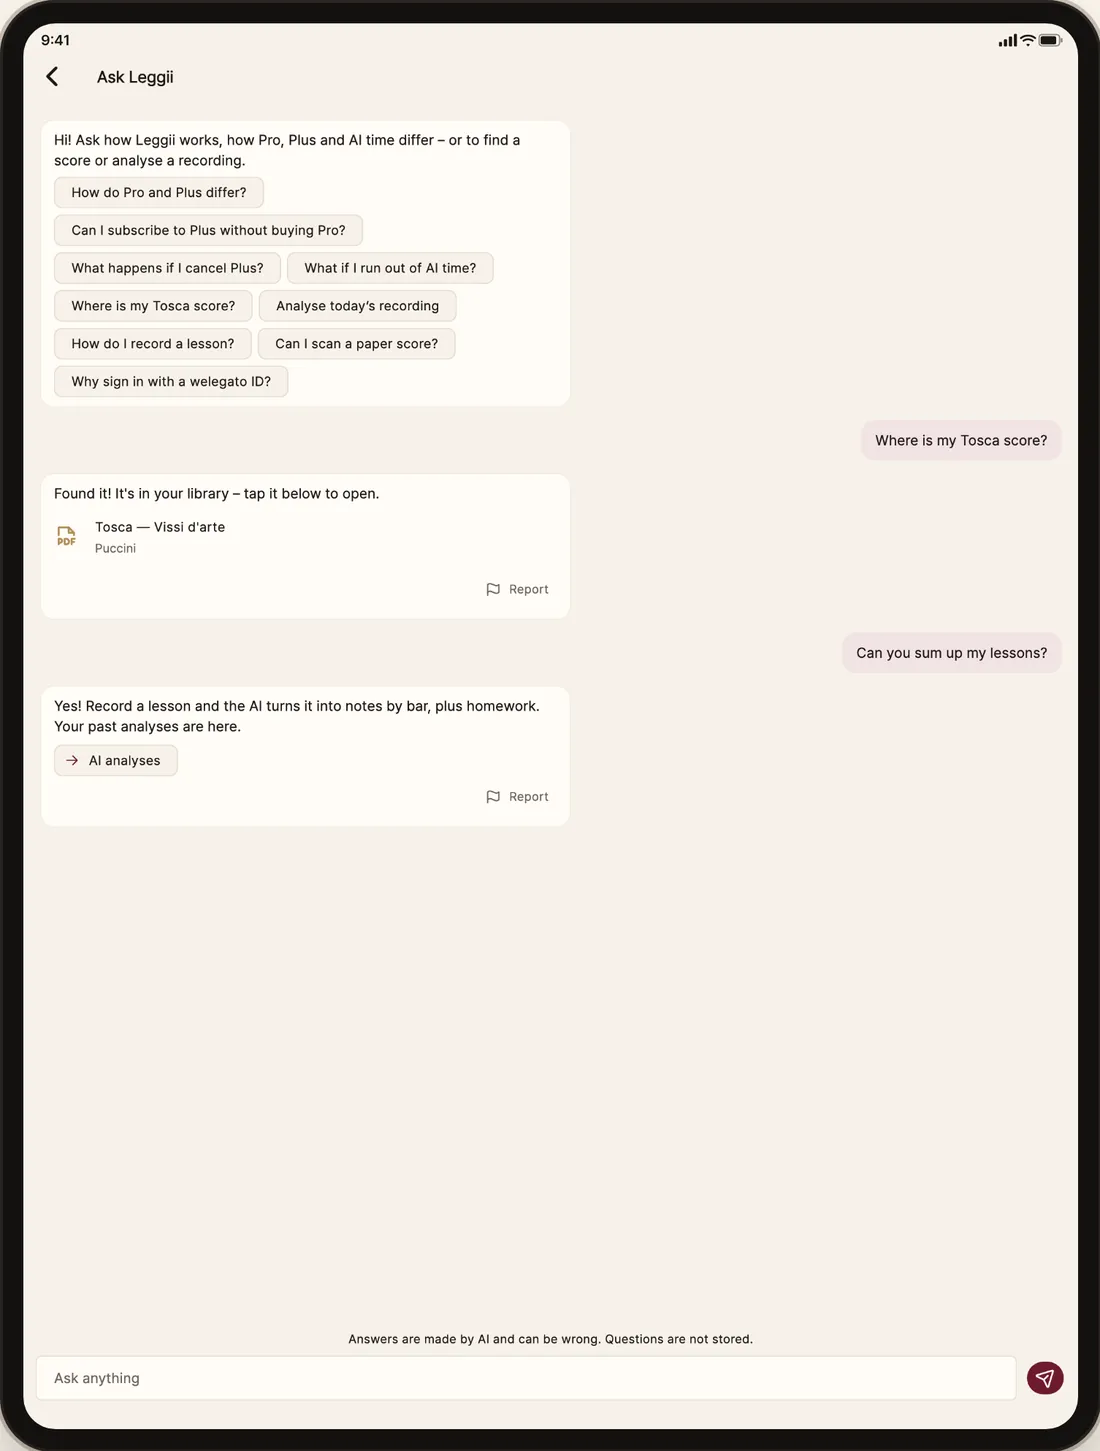 9:41
Ask Leggii
Hi! Ask how Leggii works, how Pro, Plus and AI time differ – or to find a
score or analyse a recording.
How do Pro and Plus differ?
Can I subscribe to Plus without buying Pro?
What happens if I cancel Plus?
What if I run out of AI time?
Where is my Tosca score?
Analyse today’s recording
How do I record a lesson?
Can I scan a paper score?
Why sign in with a welegato ID?
Where is my Tosca score?
Found it! It's in your library – tap it below to open.
PDF
Tosca — Vissi d'arte
Puccini
Report
Can you sum up my lessons?
Yes! Record a lesson and the AI turns it into notes by bar, plus homework.
Your past analyses are here.
AI analyses
Report
Answers are made by AI and can be wrong. Questions are not stored.
Ask anything